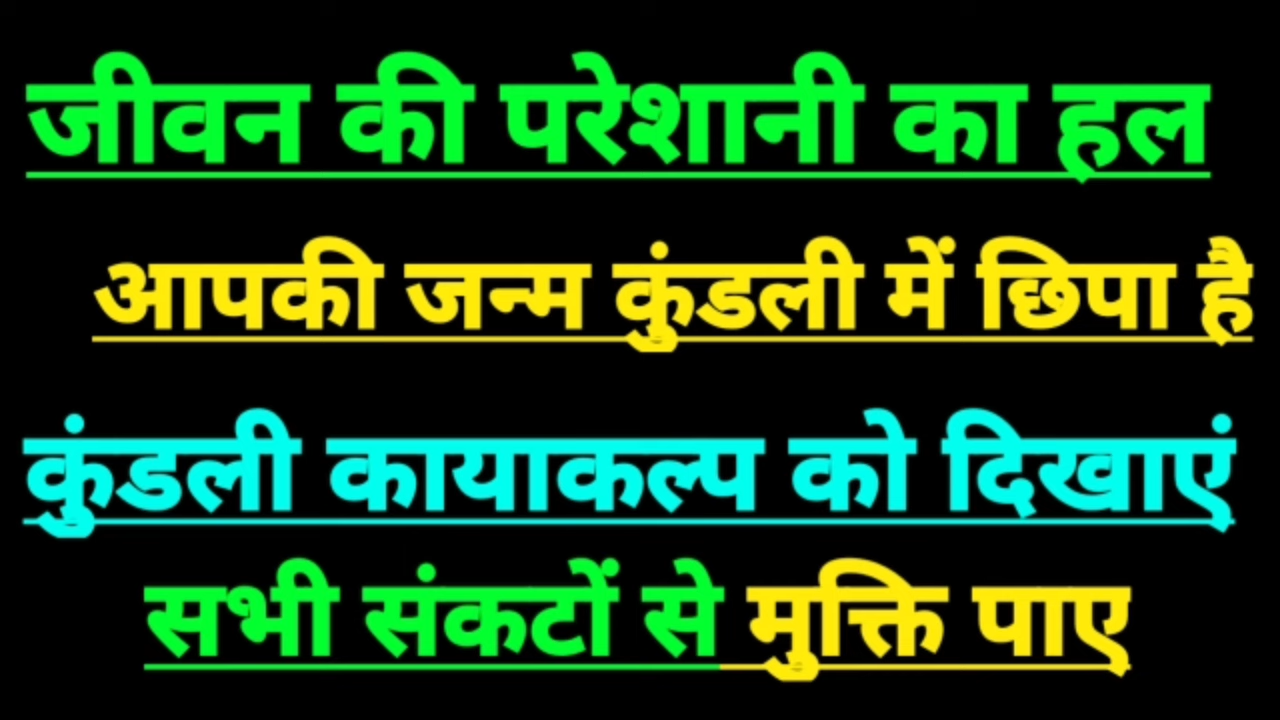 जीवन की परेशानी का हल
आपकी जन्म कुंडली में छिपा है
कुंडली कायाकल्प को दिखाएं
सभी संकटों से मुक्ति पाए